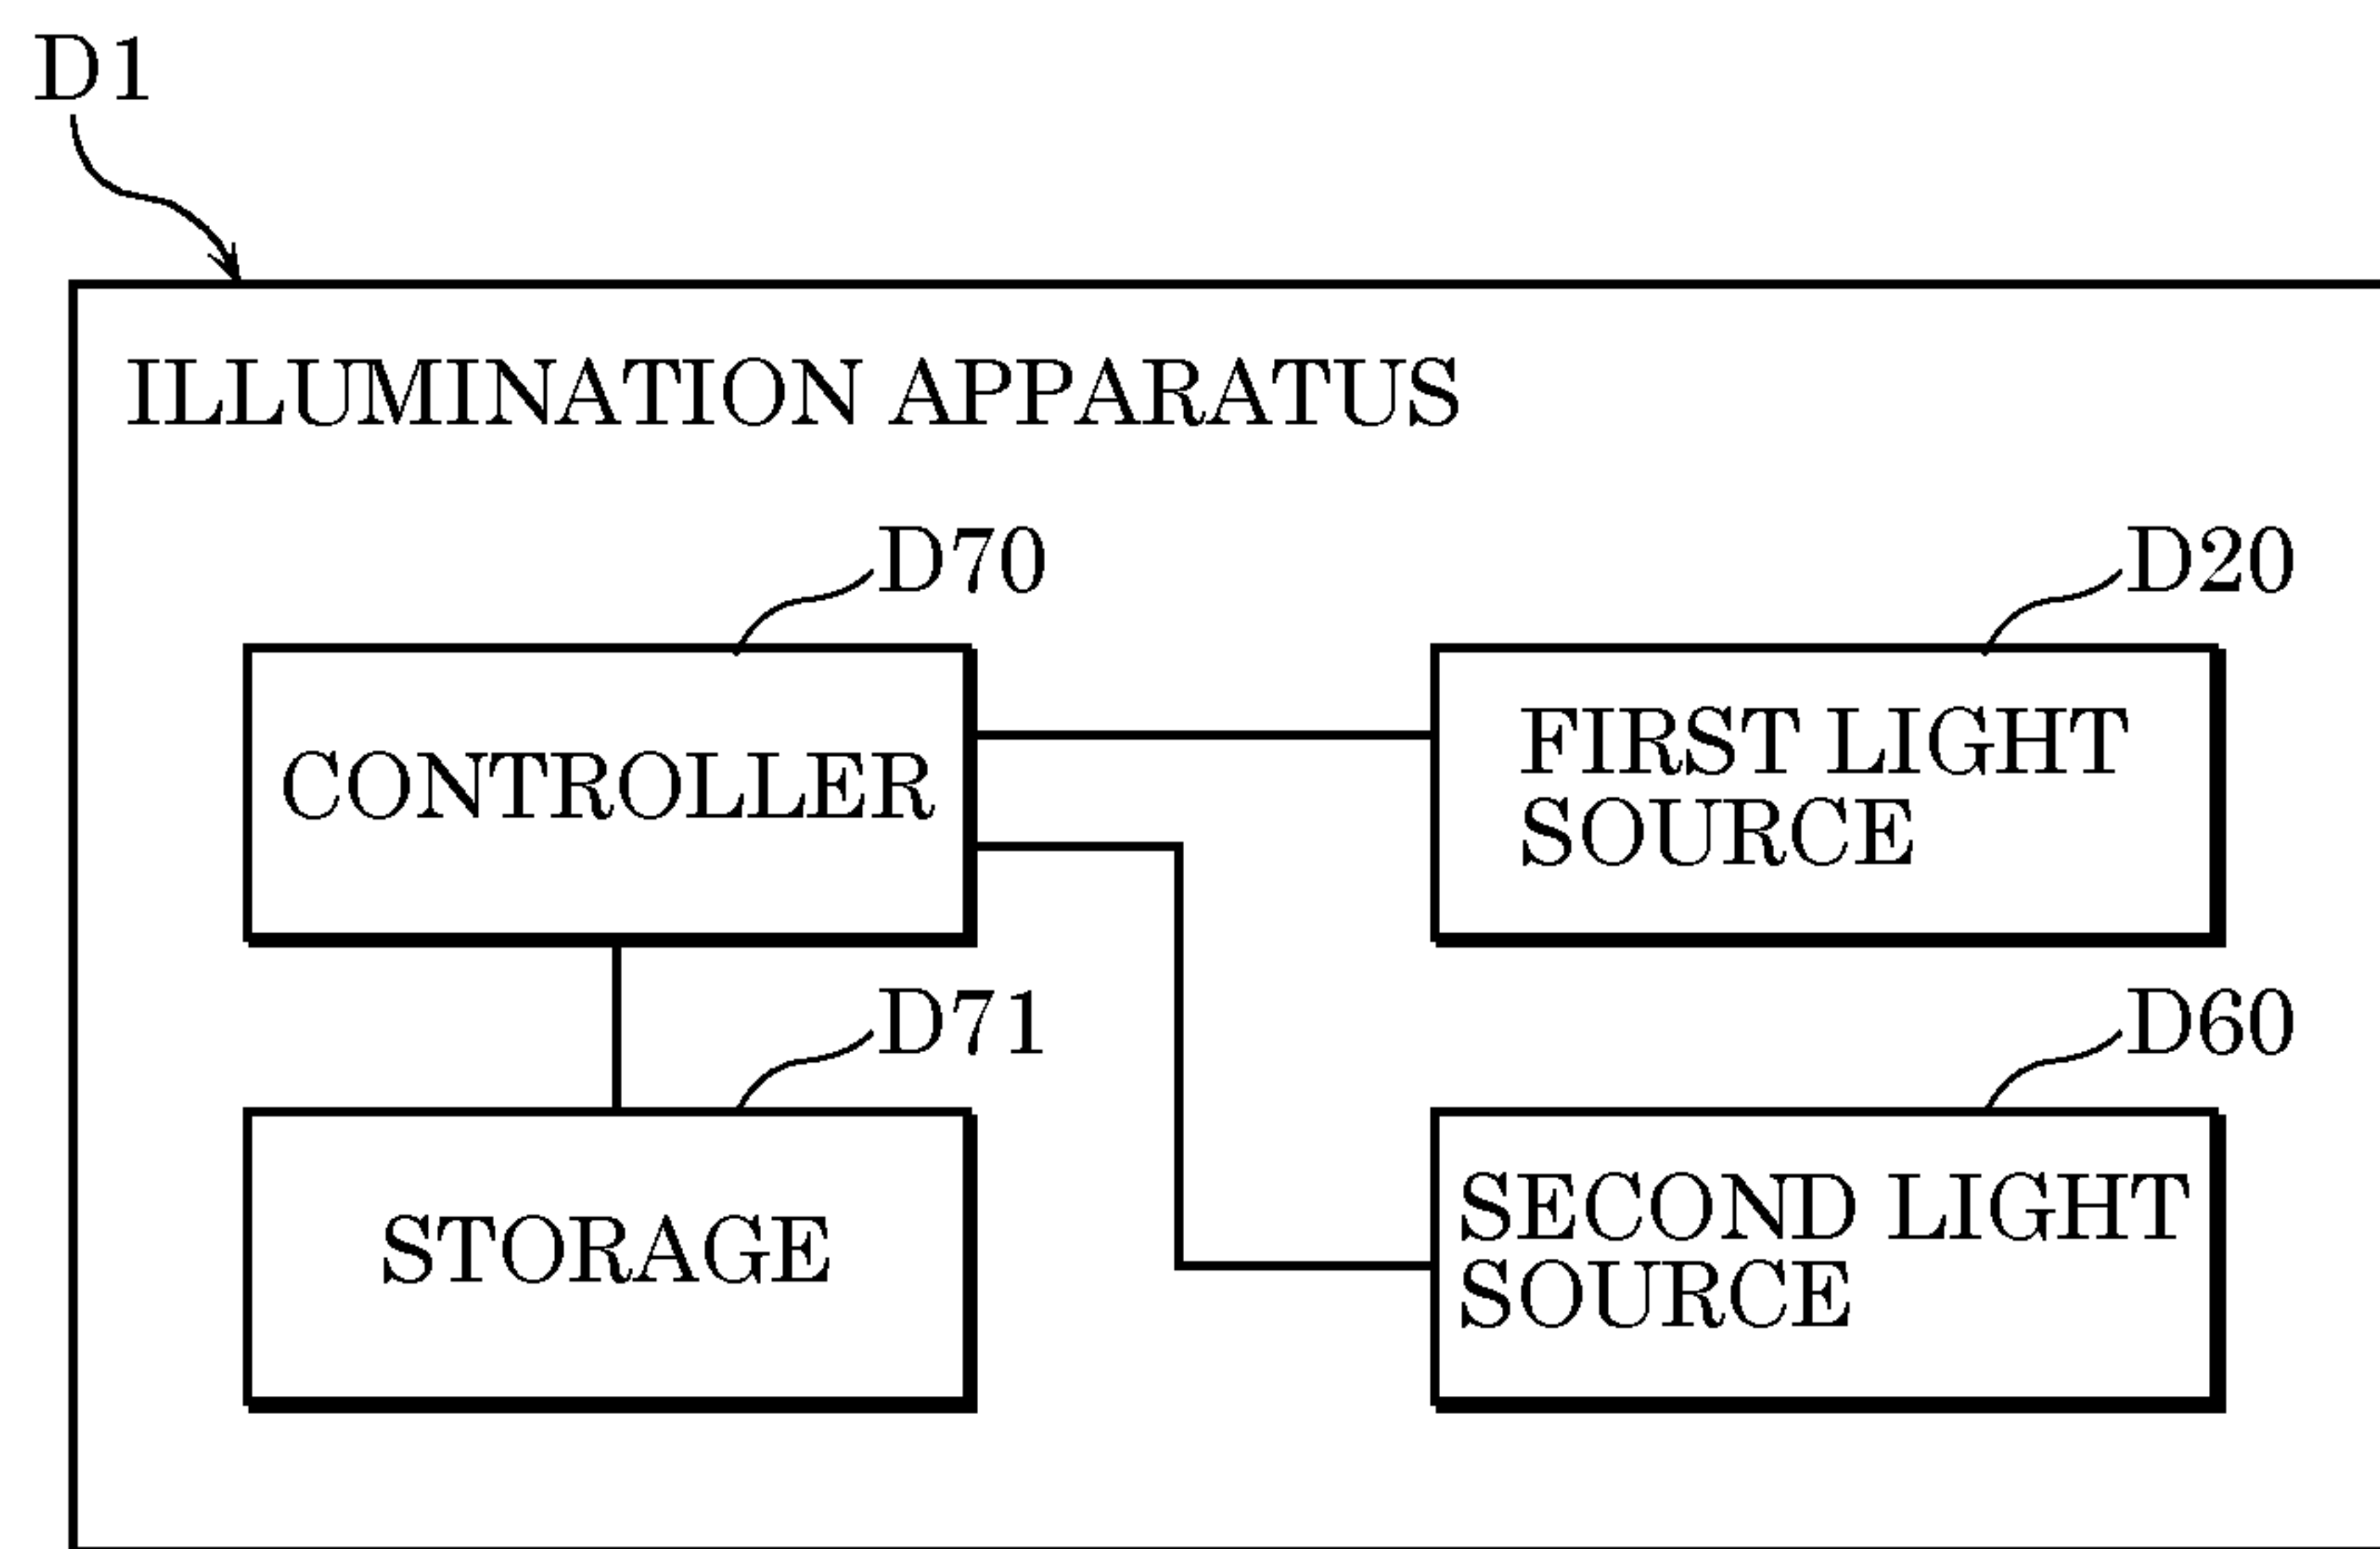 D1
ILLUMINATION APPARATUS
D70
D20
CONTROLLER
FIRST LIGHT
SOURCE
D71
D60
STORAGE
SECOND LIGHT
SOURCE